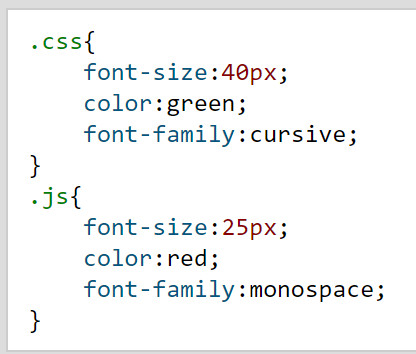 .css{
    font-size:40px;
    color:green;
    font-family:cursive;
}
.js{
    font-size:25px;
    color:red;
    font-family:monospace;
}